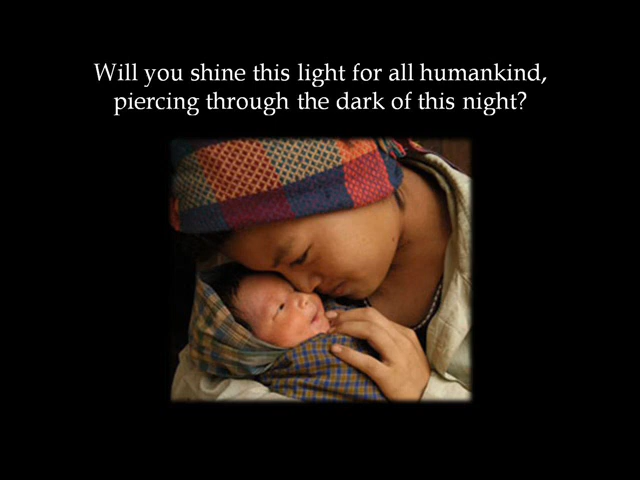 Will you shine this light for all humankind,
piercing through the dark of this night?